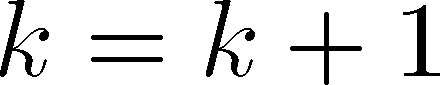 k = k + 1